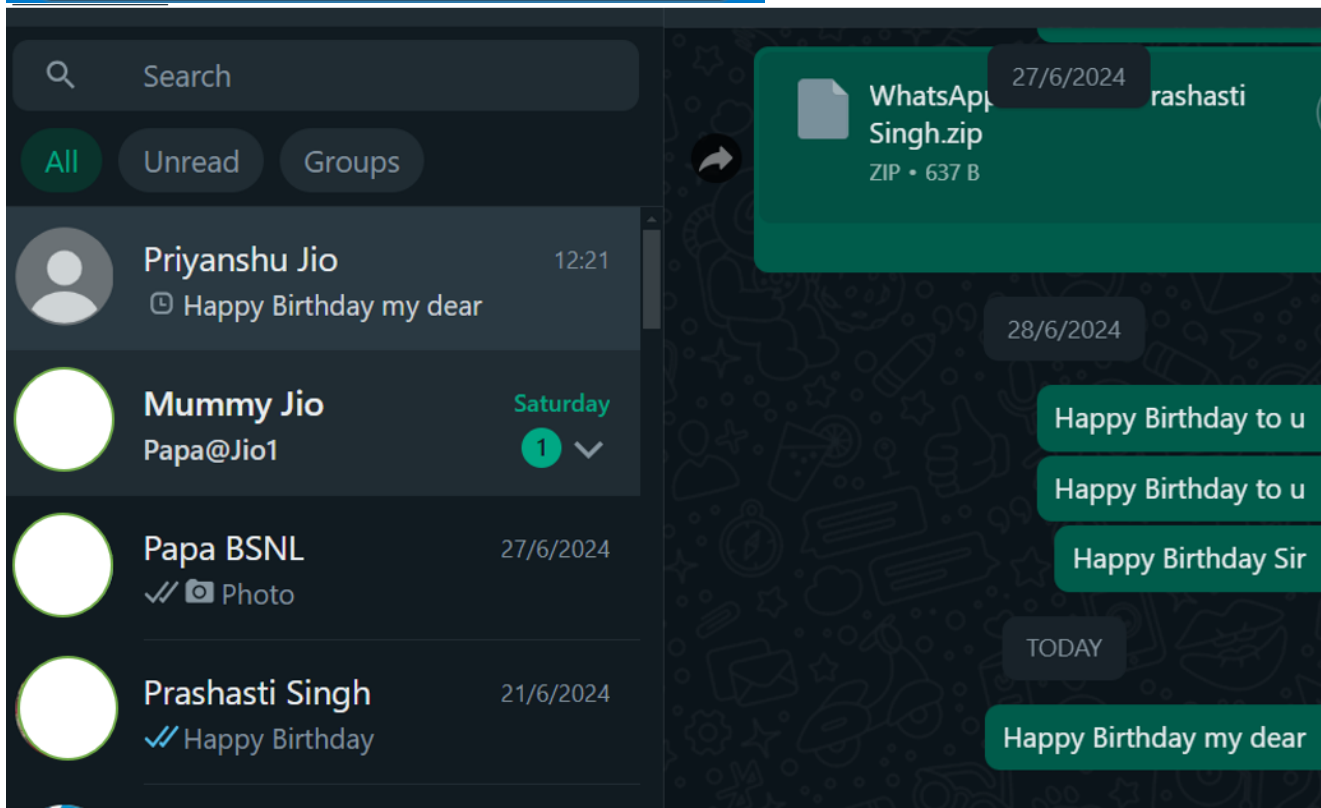 Search
All
Unread
Groups
Priyanshu Jio
12:21
Happy Birthday my dear
Mummy Jio
Saturday
Papa@Jio1
1
Papa BSNL
27/6/2024
Photo
Prashasti Singh
21/6/2024
Happy Birthday
27/6/2024
WhatsApp rashasti
Singh.zip
ZIP • 637 B
28/6/2024
Happy Birthday to u
Happy Birthday to u
Happy Birthday Sir
TODAY
Happy Birthday my dear